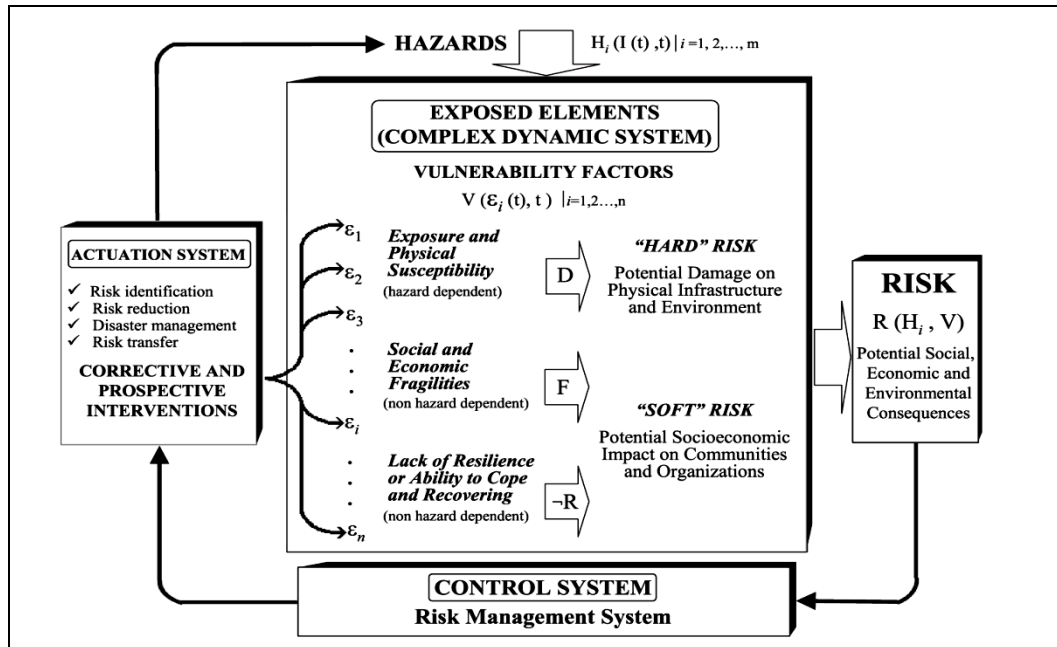 HAZARDS
H i (I (t) ,t) | i =1, 2,…, m
EXPOSED ELEMENTS
(COMPLEX DYNAMIC SYSTEM)
VULNERABILITY FACTORS
V (ε i (t), t ) | i=1,2…,n
ACTUATION SYSTEM
✓ Risk identification
✓ Risk reduction
✓ Disaster management
✓ Risk transfer
CORRECTIVE AND
PROSPECTIVE
INTERVENTIONS
ε1
ε2
ε3
.
.
.
εi
.
.
.
εn
Exposure and
Physical
Susceptibility
(hazard dependent)
D
"HARD" RISK
Potential Damage on
Physical Infrastructure
and Environment
Social and
Economic
Fragilities
(non hazard dependent)
F
"SOFT" RISK
Potential Socioeconomic
Impact on Communities
and Organizations
Lack of Resilience
or Ability to Cope
and Recovering
(non hazard dependent)
¬R
RISK
R (H i , V)
Potential Social,
Economic and
Environmental
Consequences
CONTROL SYSTEM
Risk Management System